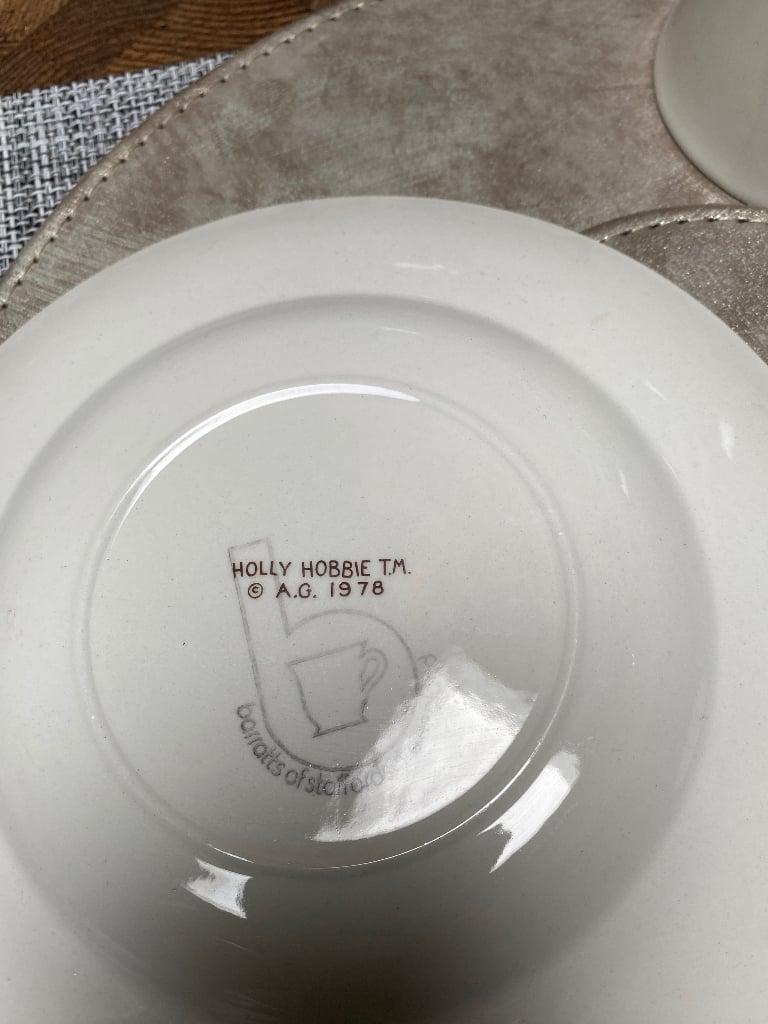 HOLLY HOBBIE T.M.
© A.G. 1978
b
barratts of stafford